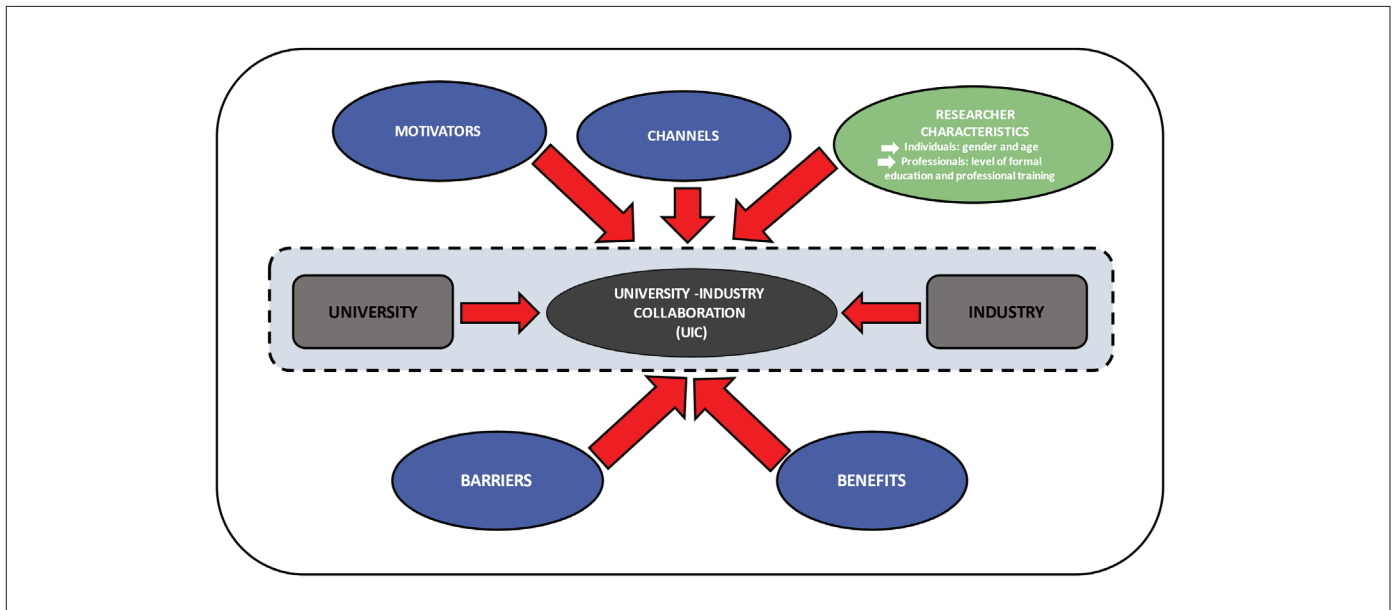 MOTIVATORS
CHANNELS
RESEARCHER
CHARACTERISTICS
Individuals: gender and age
Professionals: level of formal
education and professional training
UNIVERSITY
UNIVERSITY -INDUSTRY
COLLABORATION
(UIC)
INDUSTRY
BARRIERS
BENEFITS